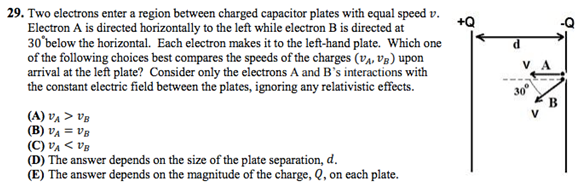 29. Two electrons enter a region between charged capacitor plates with equal speed v.
Electron A is directed horizontally to the left while electron B is directed at
30°below the horizontal. Each electron makes it to the left-hand plate. Which one
of the following choices best compares the speeds of the charges (vA, vB) upon
arrival at the left plate? Consider only the electrons A and B's interactions with
the constant electric field between the plates, ignoring any relativistic effects.
(A) vA > vB
(B) vA = vB
(C) vA < vB
(D) The answer depends on the size of the plate separation, d.
(E) The answer depends on the magnitude of the charge, Q, on each plate.
+Q -Q
d
v A
30°
B
v